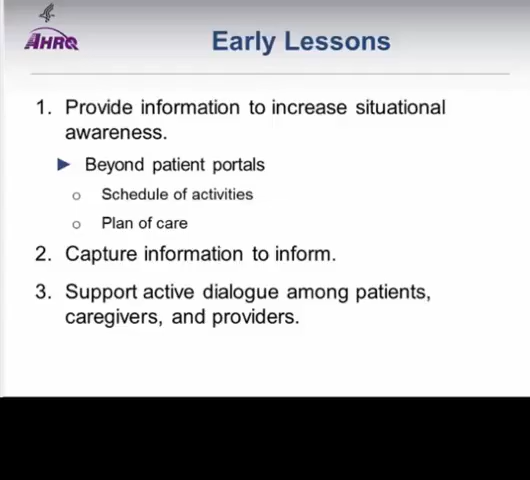 AHRQ
Early Lessons
1. Provide information to increase situational
awareness.
► Beyond patient portals
o Schedule of activities
o Plan of care
2. Capture information to inform.
3. Support active dialogue among patients,
caregivers, and providers.